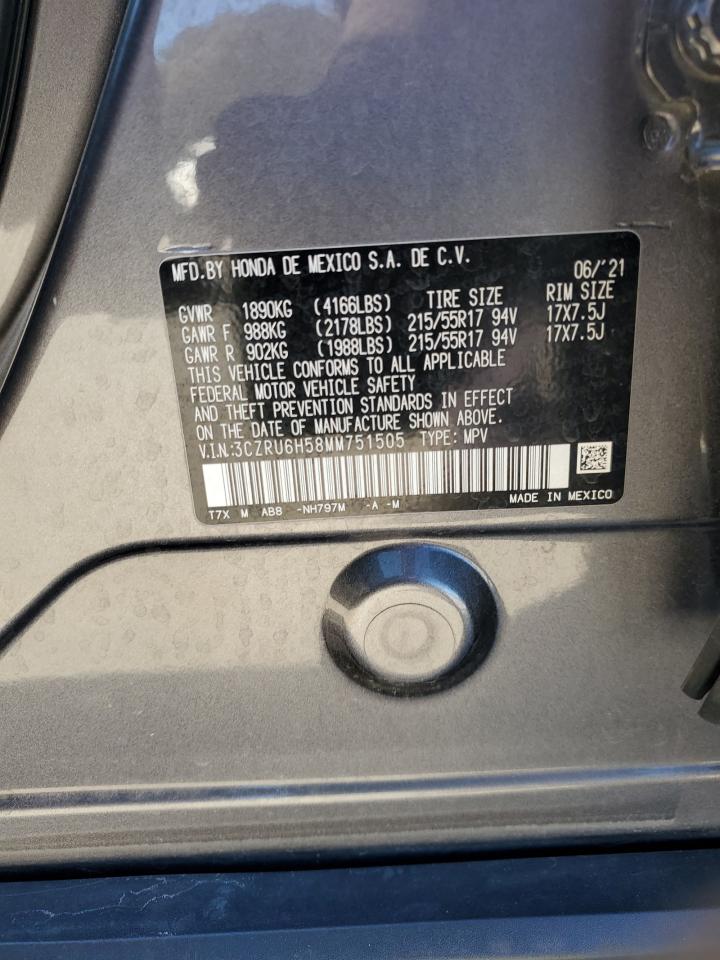 MFD.BY HONDA DE MEXICO S.A. DE C.V.
06/'21
GVWR 1890KG (4166LBS) TIRE SIZE RIM SIZE
GAWR F 988KG (2178LBS) 215/55R17 94V 17X7.5J
GAWR R 902KG (1988LBS) 215/55R17 94V 17X7.5J
THIS VEHICLE CONFORMS TO ALL APPLICABLE
FEDERAL MOTOR VEHICLE SAFETY
AND THEFT PREVENTION STANDARDS IN EFFECT
ON THE DATE OF MANUFACTURE SHOWN ABOVE.
V.I.N:3CZRU6H58MM751505 TYPE: MPV
T7X M AB8 -NH797M -A -M MADE IN MEXICO